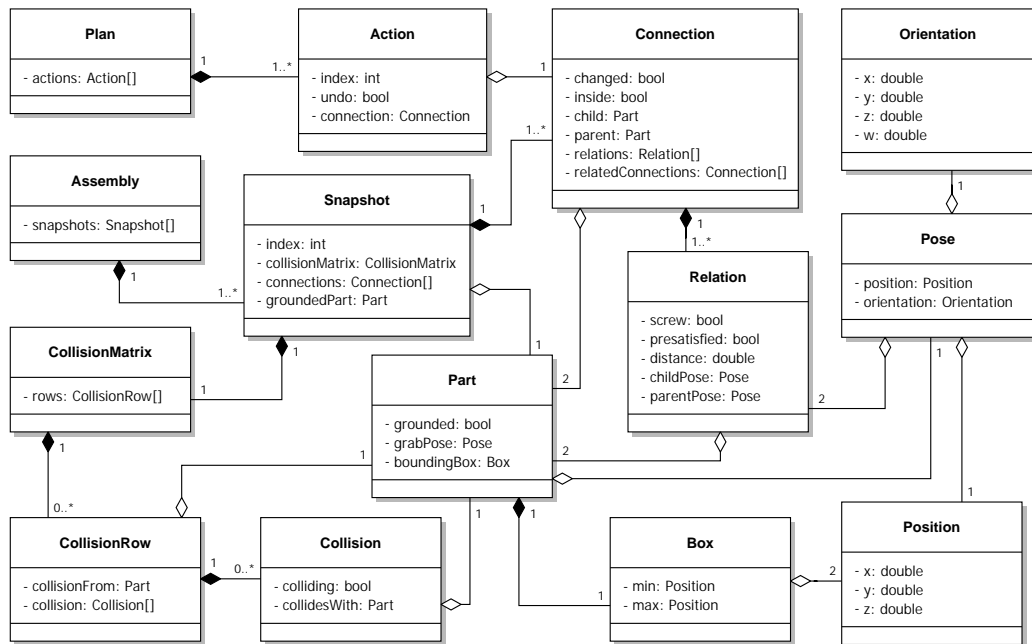 Plan
- actions: Action[]
1
1..*
Action
- index: int
- undo: bool
- connection: Connection
1
Connection
- changed: bool
- inside: bool
- child: Part
- parent: Part
- relations: Relation[]
- relatedConnections: Connection[]
1..*
1
1..*
Orientation
- x: double
- y: double
- z: double
- w: double
1
Assembly
- snapshots: Snapshot[]
1
1..*
Snapshot
- index: int
- collisionMatrix: CollisionMatrix
- connections: Connection[]
- groundedPart: Part
1
1
1
Relation
- screw: bool
- presatisfied: bool
- distance: double
- childPose: Pose
- parentPose: Pose
2
Pose
- position: Position
- orientation: Orientation
1
CollisionMatrix
- rows: CollisionRow[]
1
1
0..*
Part
- grounded: bool
- grabPose: Pose
- boundingBox: Box
2
2
1
1
1
1
CollisionRow
- collisionFrom: Part
- collision: Collision[]
1
0..*
Collision
- colliding: bool
- collidesWith: Part
1
Box
- min: Position
- max: Position
2
1
Position
- x: double
- y: double
- z: double